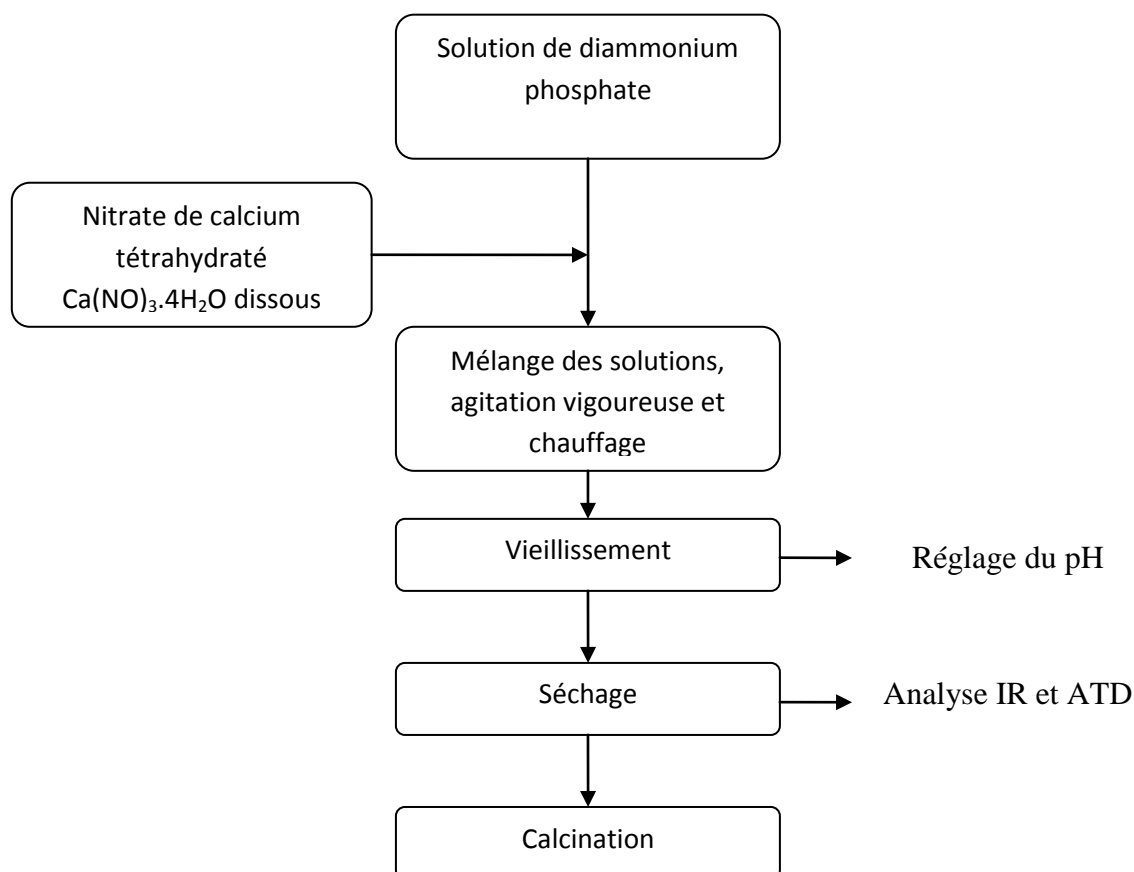 Solution de diammonium
phosphate
Nitrate de calcium
tétrahydraté
Ca(NO)₃.4H₂O dissous
Mélange des solutions,
agitation vigoureuse et
chauffage
Vieillissement
Réglage du pH
Séchage
Analyse IR et ATD
Calcination